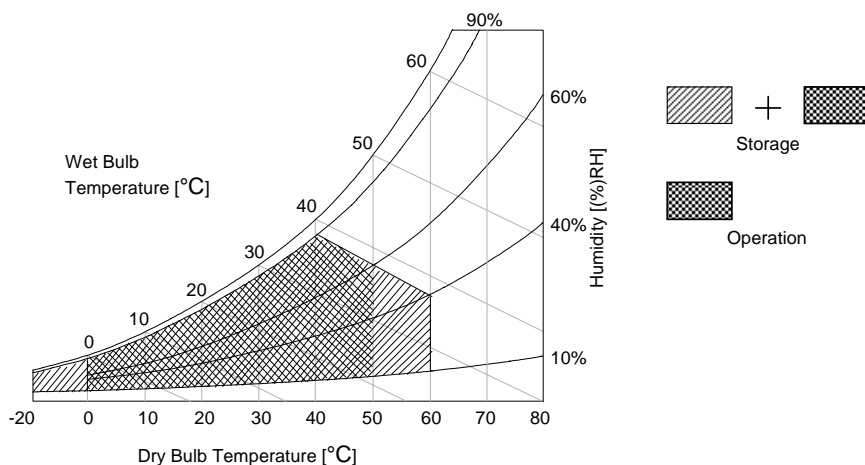 90%
60
60%
50
Wet Bulb
Temperature [°C]
Storage
40
40%
Humidity [(%)RH]
30
Operation
20
10
0
10%
-20 0 10 20 30 40 50 60 70 80
Dry Bulb Temperature [°C]